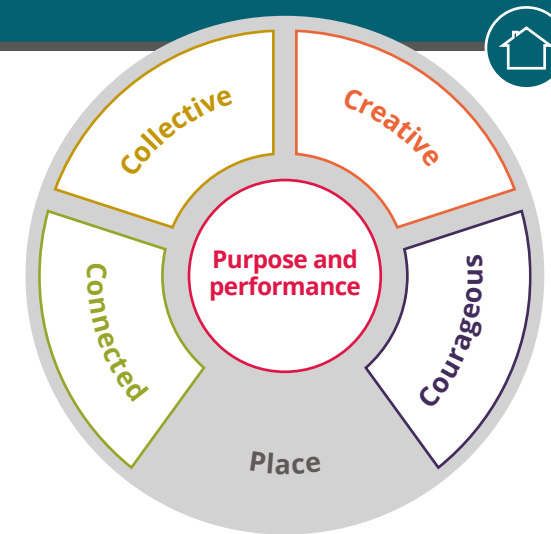 Collective
Creative
Connected
Purpose and
performance
Courageous
Place